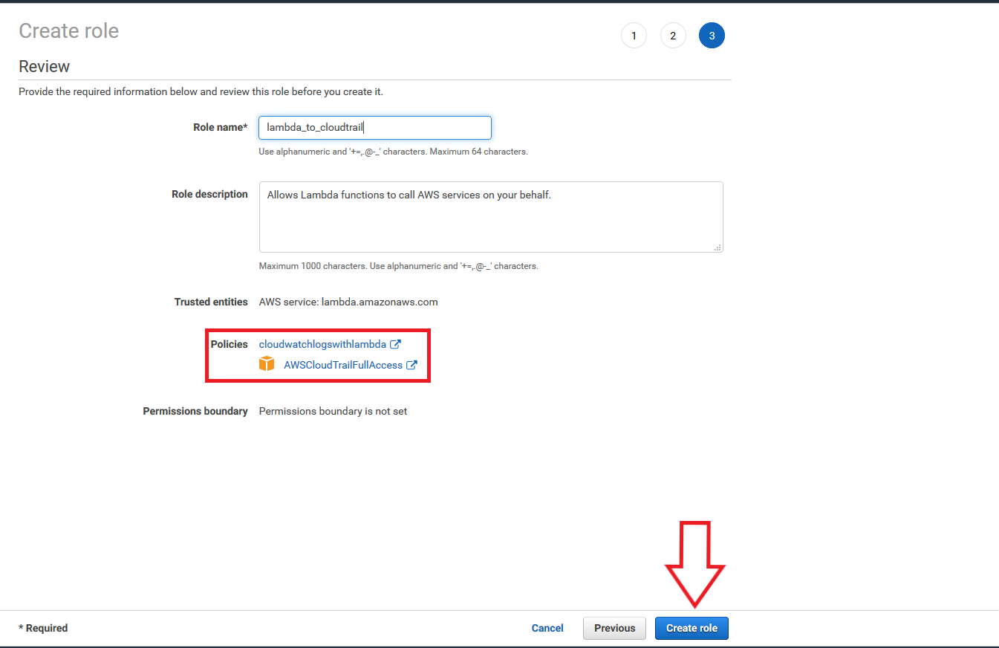 Create role
1 2 3
Review
Provide the required information below and review this role before you create it.
Role name* lambda_to_cloudtrail
Use alphanumeric and '+=,.@-_' characters. Maximum 64 characters.
Role description Allows Lambda functions to call AWS services on your behalf.
Maximum 1000 characters. Use alphanumeric and '+=,.@-_' characters.
Trusted entities AWS service: lambda.amazonaws.com
Policies cloudwatchlogswithlambda
AWSCloudTrailFullAccess
Permissions boundary Permissions boundary is not set
* Required Cancel Previous Create role